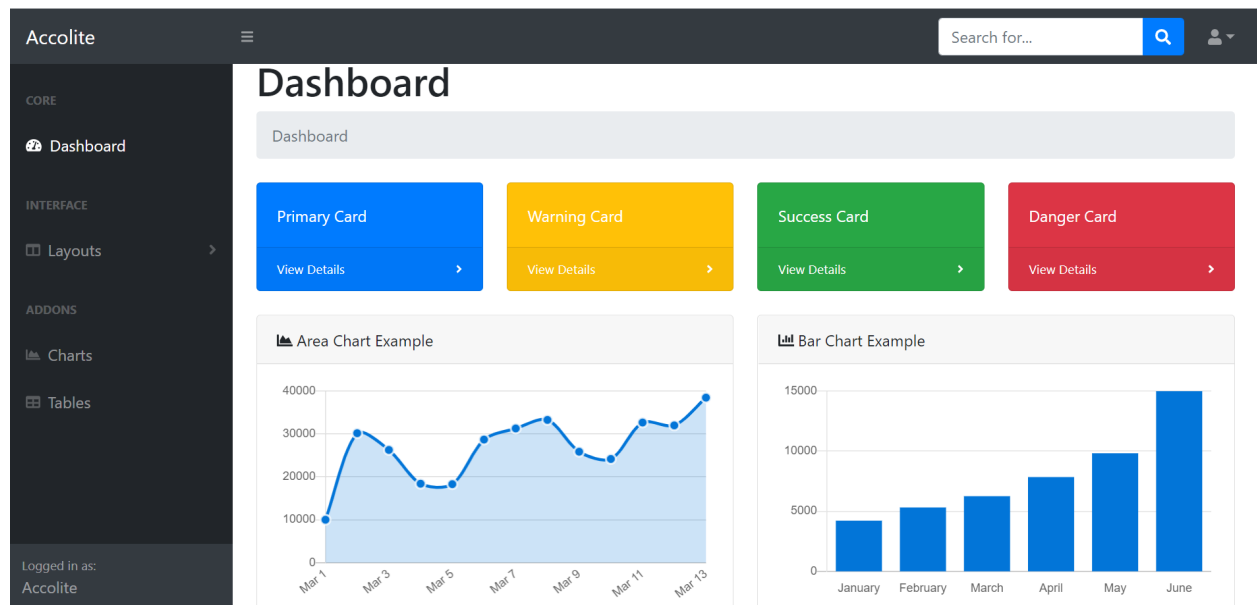 Accolite
Search for...
CORE
Dashboard
INTERFACE
Layouts
ADDONS
Charts
Tables
Logged in as:
Accolite
Dashboard
Dashboard
Primary Card
View Details
Warning Card
View Details
Success Card
View Details
Danger Card
View Details
Area Chart Example
40000
30000
20000
10000
0
Mar 1
Mar 3
Mar 5
Mar 7
Mar 9
Mar 11
Mar 13
Bar Chart Example
15000
10000
5000
0
January
February
March
April
May
June